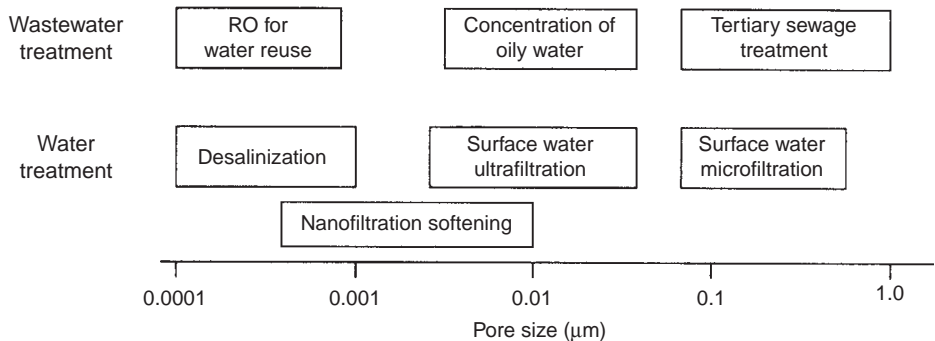 Wastewater
treatment
RO for
water reuse
Concentration of
oily water
Tertiary sewage
treatment
Water
treatment
Desalinization
Surface water
ultrafiltration
Surface water
microfiltration
Nanofiltration softening
0.0001
0.001
0.01
0.1
1.0
Pore size (μm)